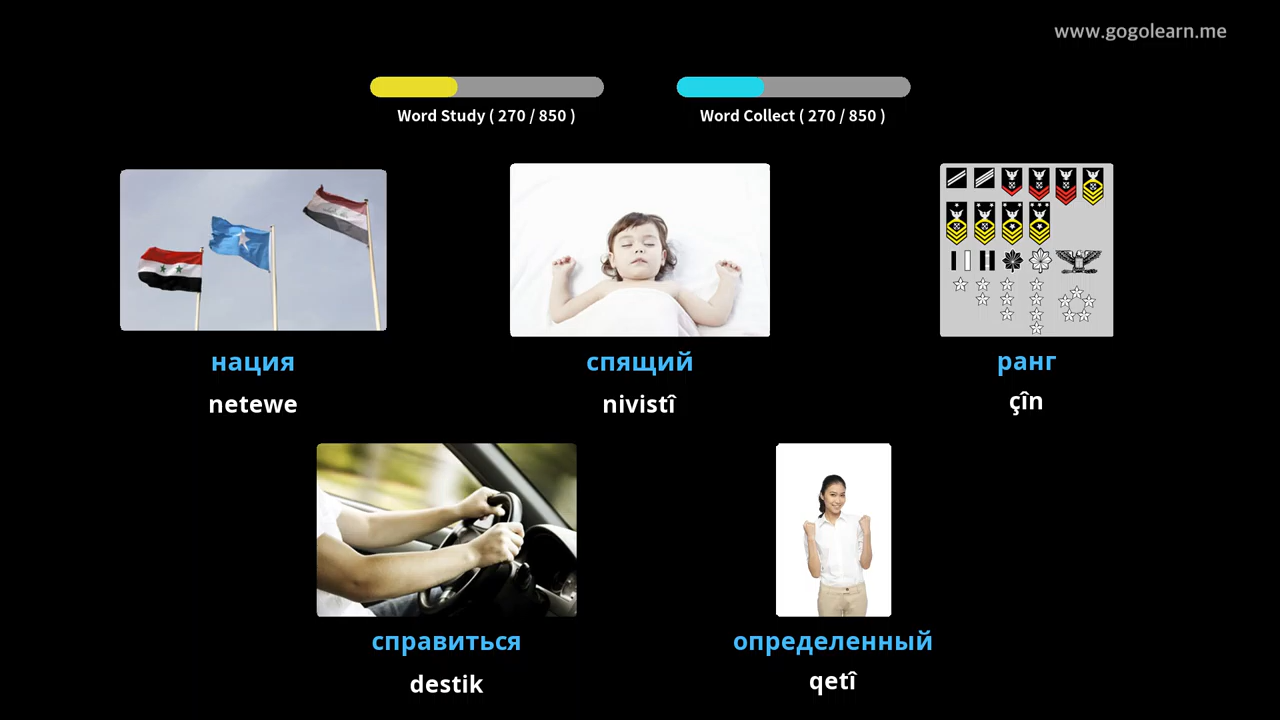 www.gogolearn.me
Word Study ( 270 / 850 )
Word Collect ( 270 / 850 )
нация
netewe
спящий
nivistî
ранг
çîn
справиться
destik
определенный
qetî